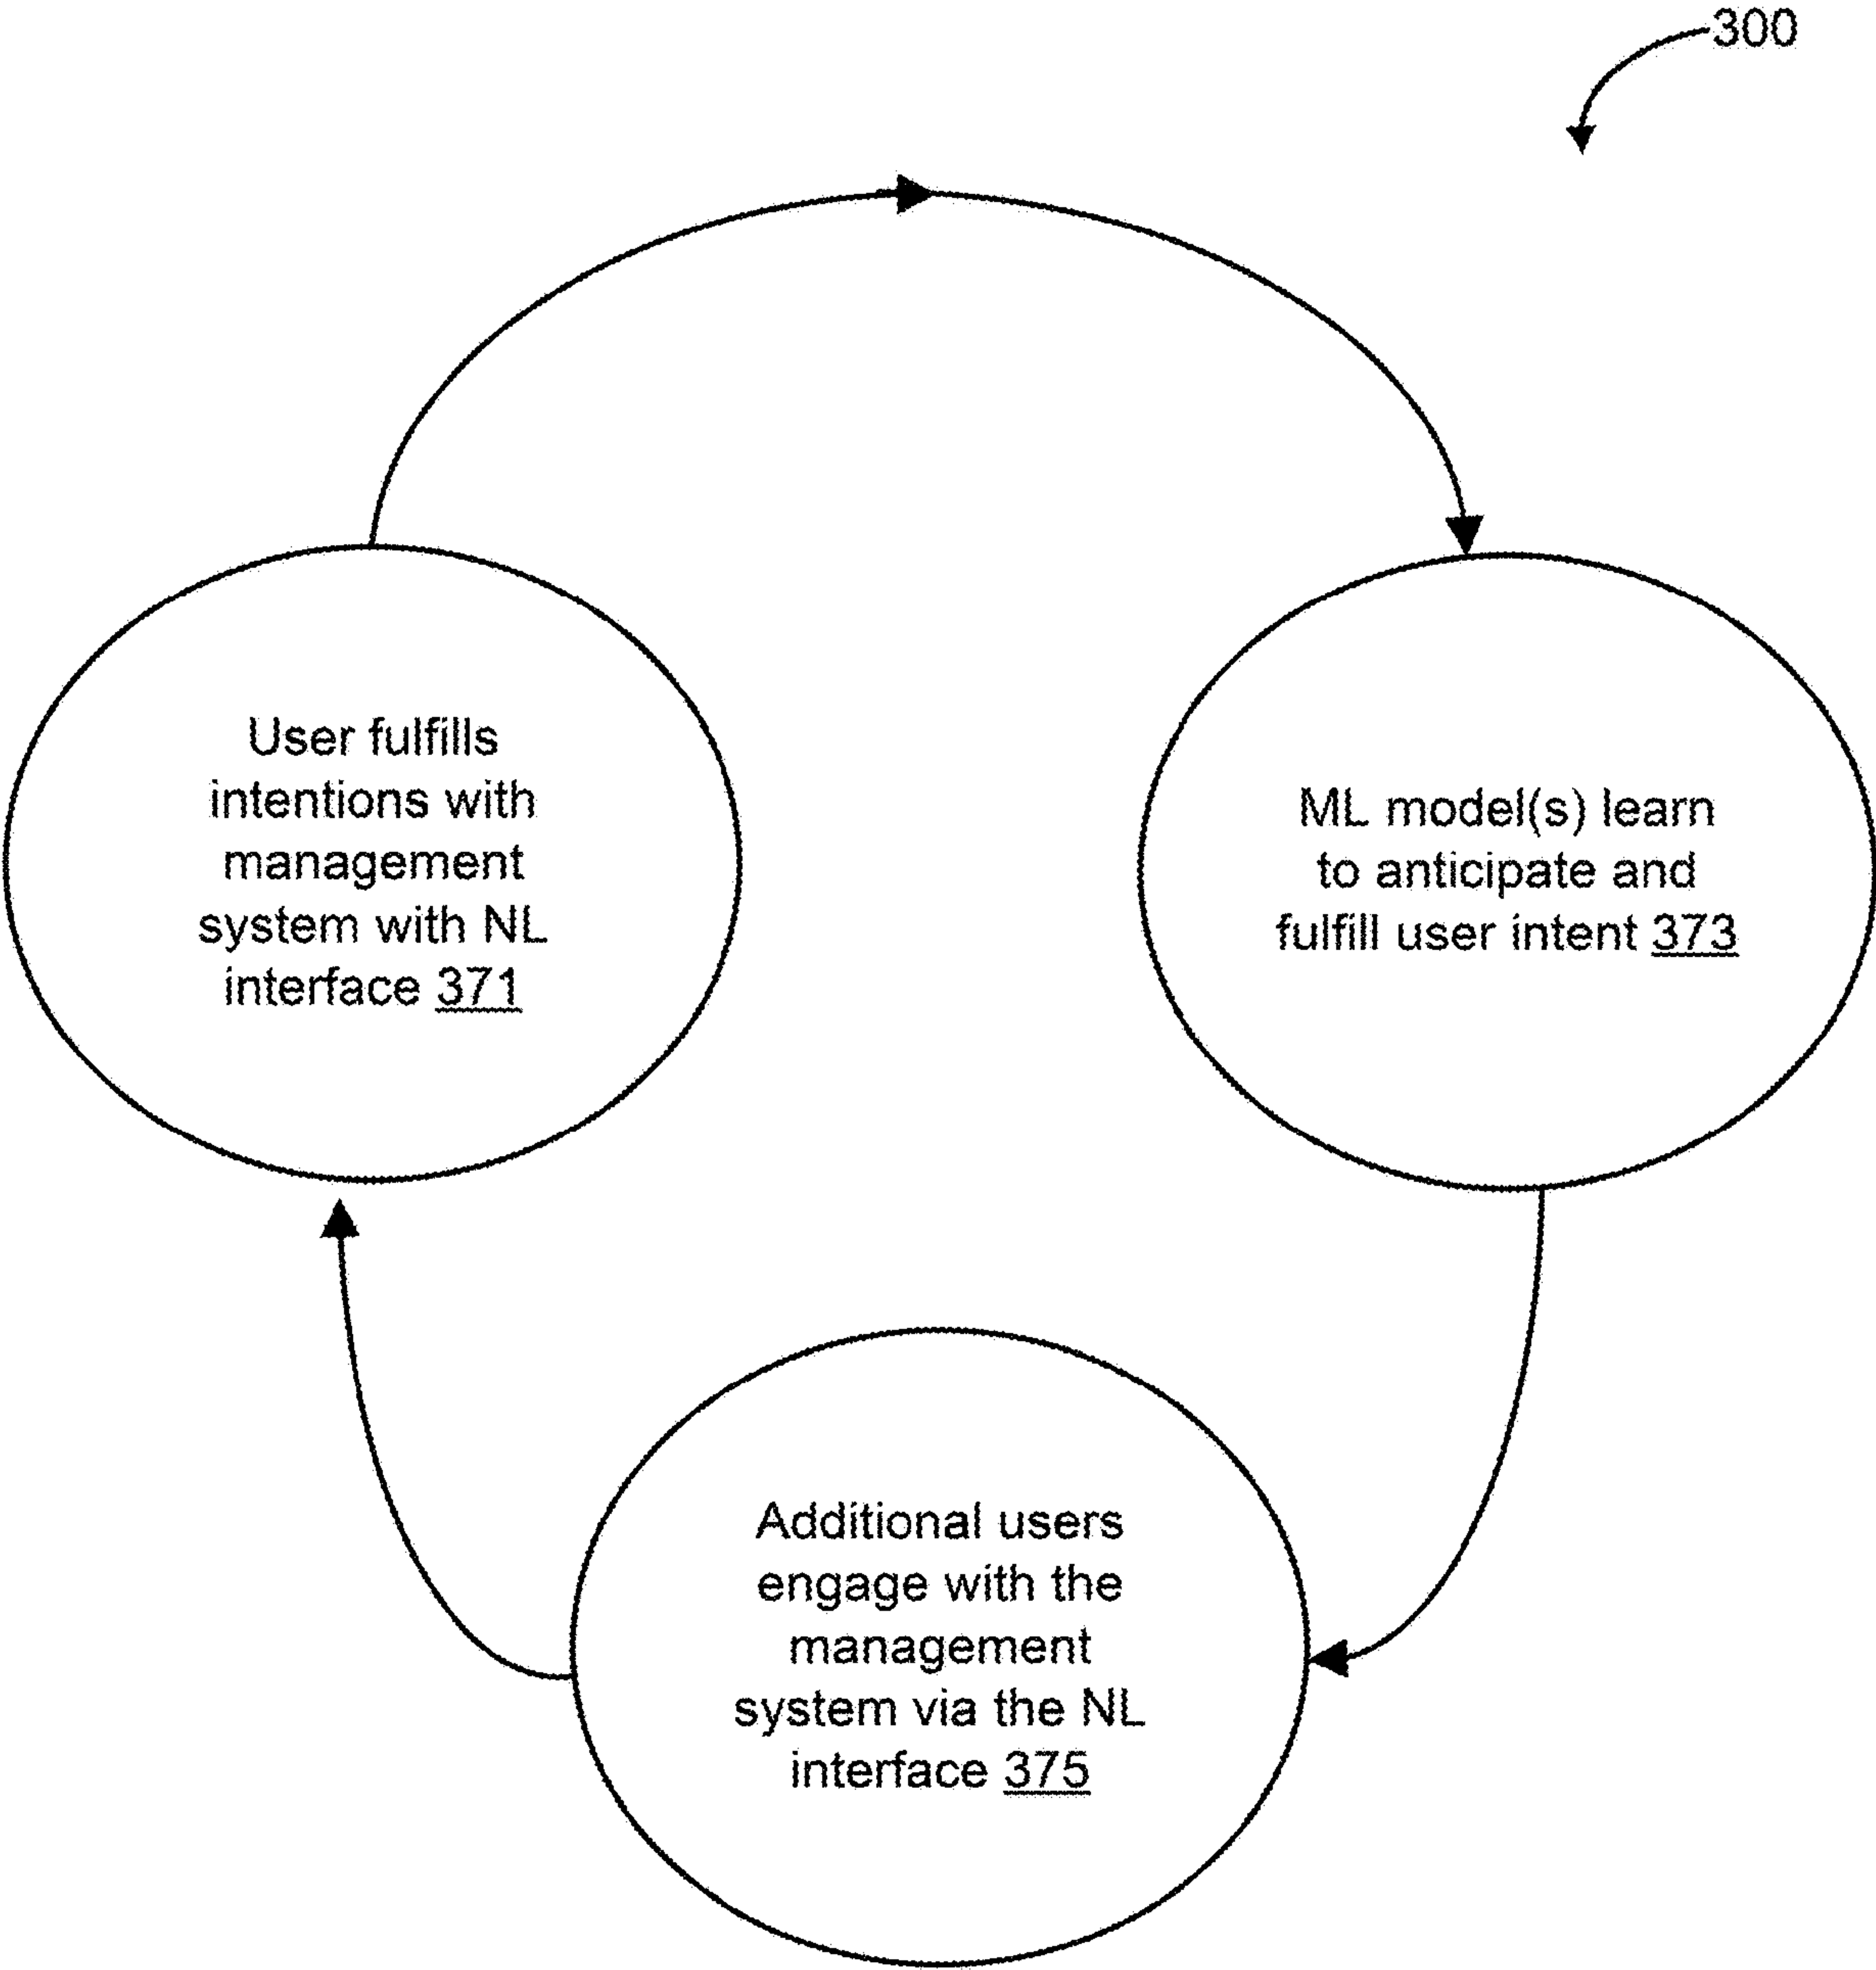 300
User fulfills
intentions with
management
system with NL
interface 371
ML model(s) learn
to anticipate and
fulfill user intent 373
Additional users
engage with the
management
system via the NL
interface 375